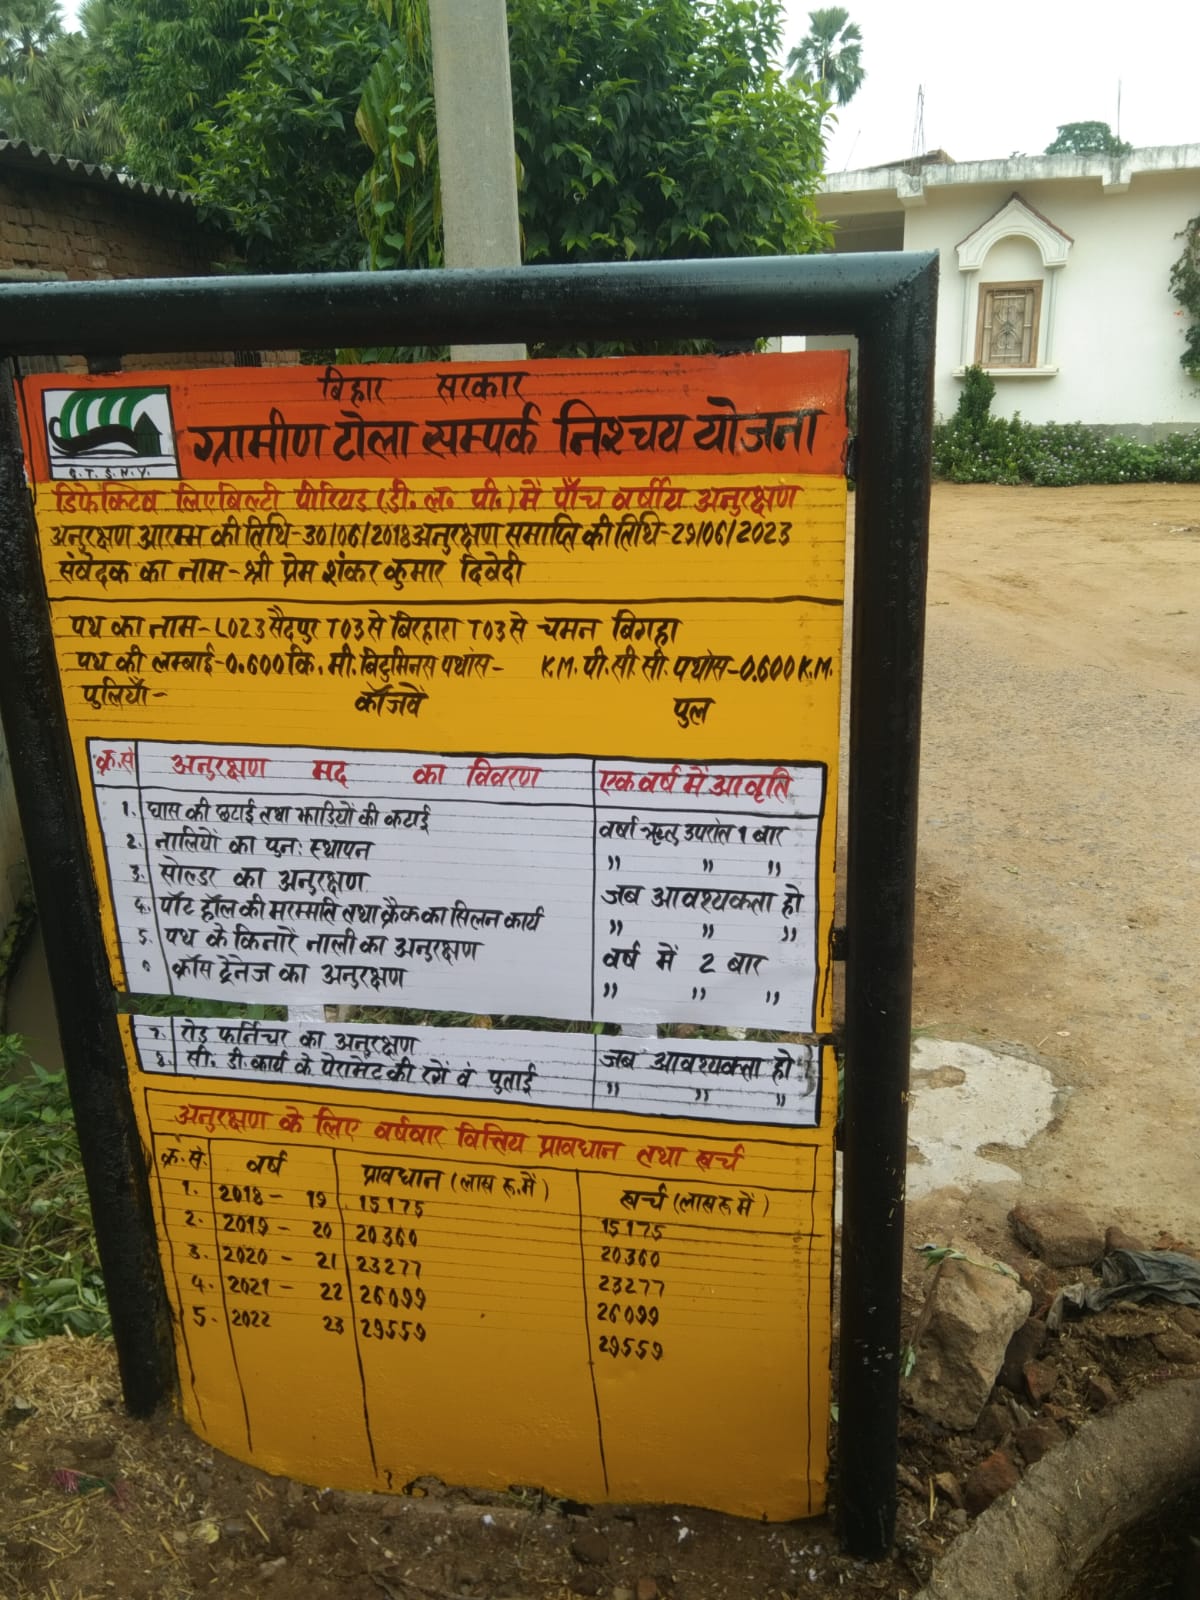 बिहार सरकार
ग्रामीण टोला सम्पर्क निश्चय योजना
G. T. S. N. Y.
डिफेक्टिव लिएबिल्टी पीरियड (डी. ल. पी.) में पाँच वर्षीय अनुरक्षण
अनुरक्षण आरम्भ की तिथि-30/06/2018 अनुरक्षण समाप्ति की तिथि-29/06/2023
संवेदक का नाम-श्री प्रेम शंकर कुमार दिवेदी
पथ का नाम-L023 सैदपुर T03 से बिरहारा T03 से चमन बिगहा
पथ की लम्बाई-0.600 कि. मी. बिटुमिनस पथांस- K.M. पी. सी. सी. पथांस-0.600 K.M.
पुलियाँ- कॉजवे पुल
क्र.सं अनुरक्षण मद का विवरण एक वर्ष में आवृति
1. घास की छटाई तथा झाड़ियों की कटाई वर्षा ऋतु उपरांत 1 बार
2. नालियों का पुनः स्थापन " " "
3. सोल्डर का अनुरक्षण जब आवश्यकता हो
4. पॉट हॉल की मरम्मति तथा क्रैक का सिलन कार्य " " "
5. पथ के किनारें नाली का अनुरक्षण वर्ष में 2 बार
क्रॉस ड्रेनेज का अनुरक्षण " " "
7. रोड फर्निचर का अनुरक्षण जब आवश्यकता हो
8. सी. डी. कार्य के पेरामेट की रगें वं पुताई " " "
अनुरक्षण के लिए वर्षवार वित्तिय प्रावधान तथा खर्च
क्र.सं. वर्ष प्रावधान (लाख रू.में) खर्च (लाख रू में)
1. 2018 - 19 15175 15175
2. 2019 - 20 20360 20360
3. 2020 - 21 23277 23277
4. 2021 - 22 26099 26099
5. 2022 23 29559 29559